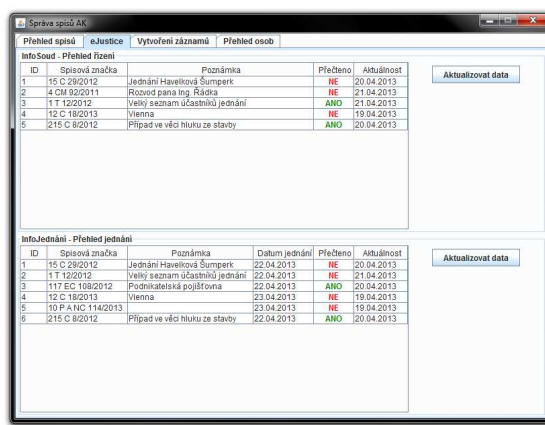 Správa spisů AK
Přehled spisů eJustice Vytvoření záznamů Přehled osob
InfoSoud - Přehled řízení
ID Spisová značka Poznámka Přečteno Aktuálnost
1 15 C 29/2012 Jednání Havelková Šumperk NE 20.04.2013
2 4 CM 92/2011 Rozvod pana Ing. Řádka NE 21.04.2013
3 1 T 12/2012 Velký seznam účastníků jednání ANO 21.04.2013
4 12 C 18/2013 Vienna NE 19.04.2013
5 215 C 8/2012 Případ ve věci hluku ze stavby ANO 20.04.2013
Aktualizovat data
InfoJednání - Přehled jednání
ID Spisová značka Poznámka Datum jednání Přečteno Aktuálnost
1 15 C 29/2012 Jednání Havelková Šumperk 22.04.2013 NE 20.04.2013
2 1 T 12/2012 Velký seznam účastníků jednání 22.04.2013 NE 21.04.2013
3 117 EC 108/2012 Podnikatelská pojišťovna 22.04.2013 ANO 20.04.2013
4 12 C 18/2013 Vienna 23.04.2013 NE 19.04.2013
5 10 P A NC 114/2013 23.04.2013 NE 19.04.2013
6 215 C 8/2012 Případ ve věci hluku ze stavby 22.04.2013 ANO 20.04.2013
Aktualizovat data